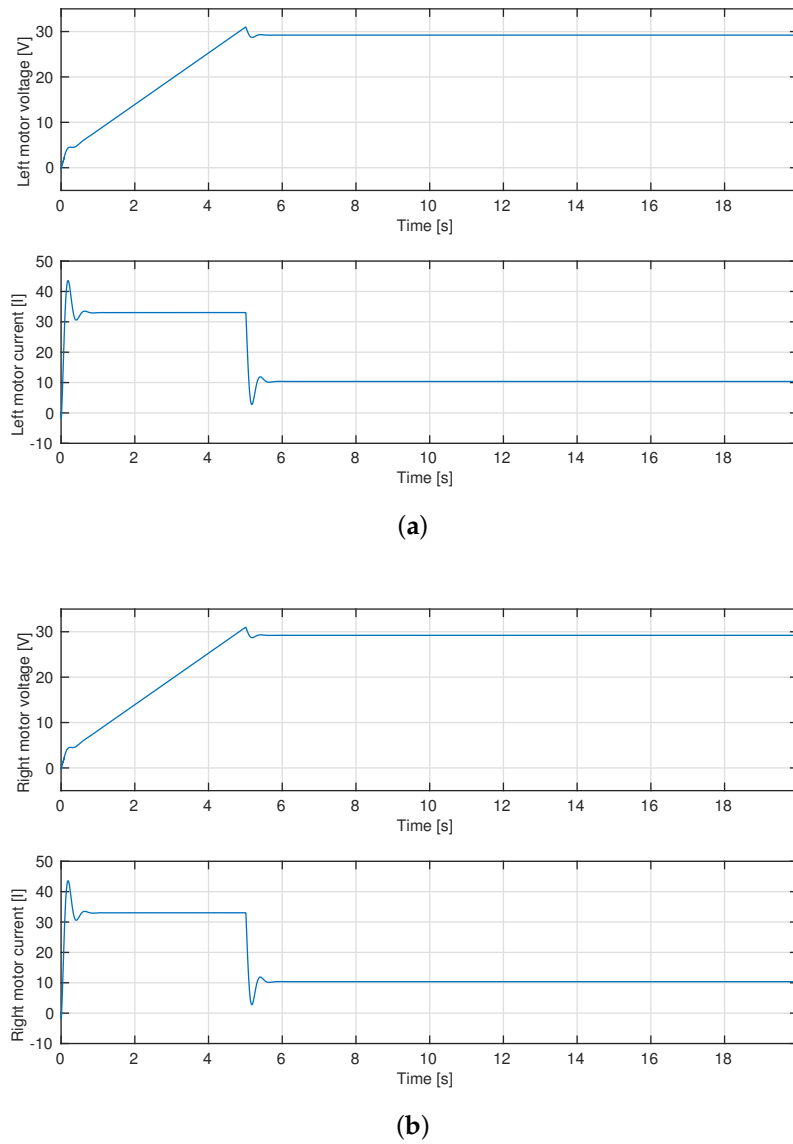 30
20
10
0
Left motor voltage [V]
0 2 4 6 8 10 12 14 16 18
Time [s]
50
40
30
20
10
0
-10
Left motor current [I]
0 2 4 6 8 10 12 14 16 18
Time [s]
(a)
30
20
10
0
Right motor voltage [V]
0 2 4 6 8 10 12 14 16 18
Time [s]
50
40
30
20
10
0
-10
Right motor current [I]
0 2 4 6 8 10 12 14 16 18
Time [s]
(b)